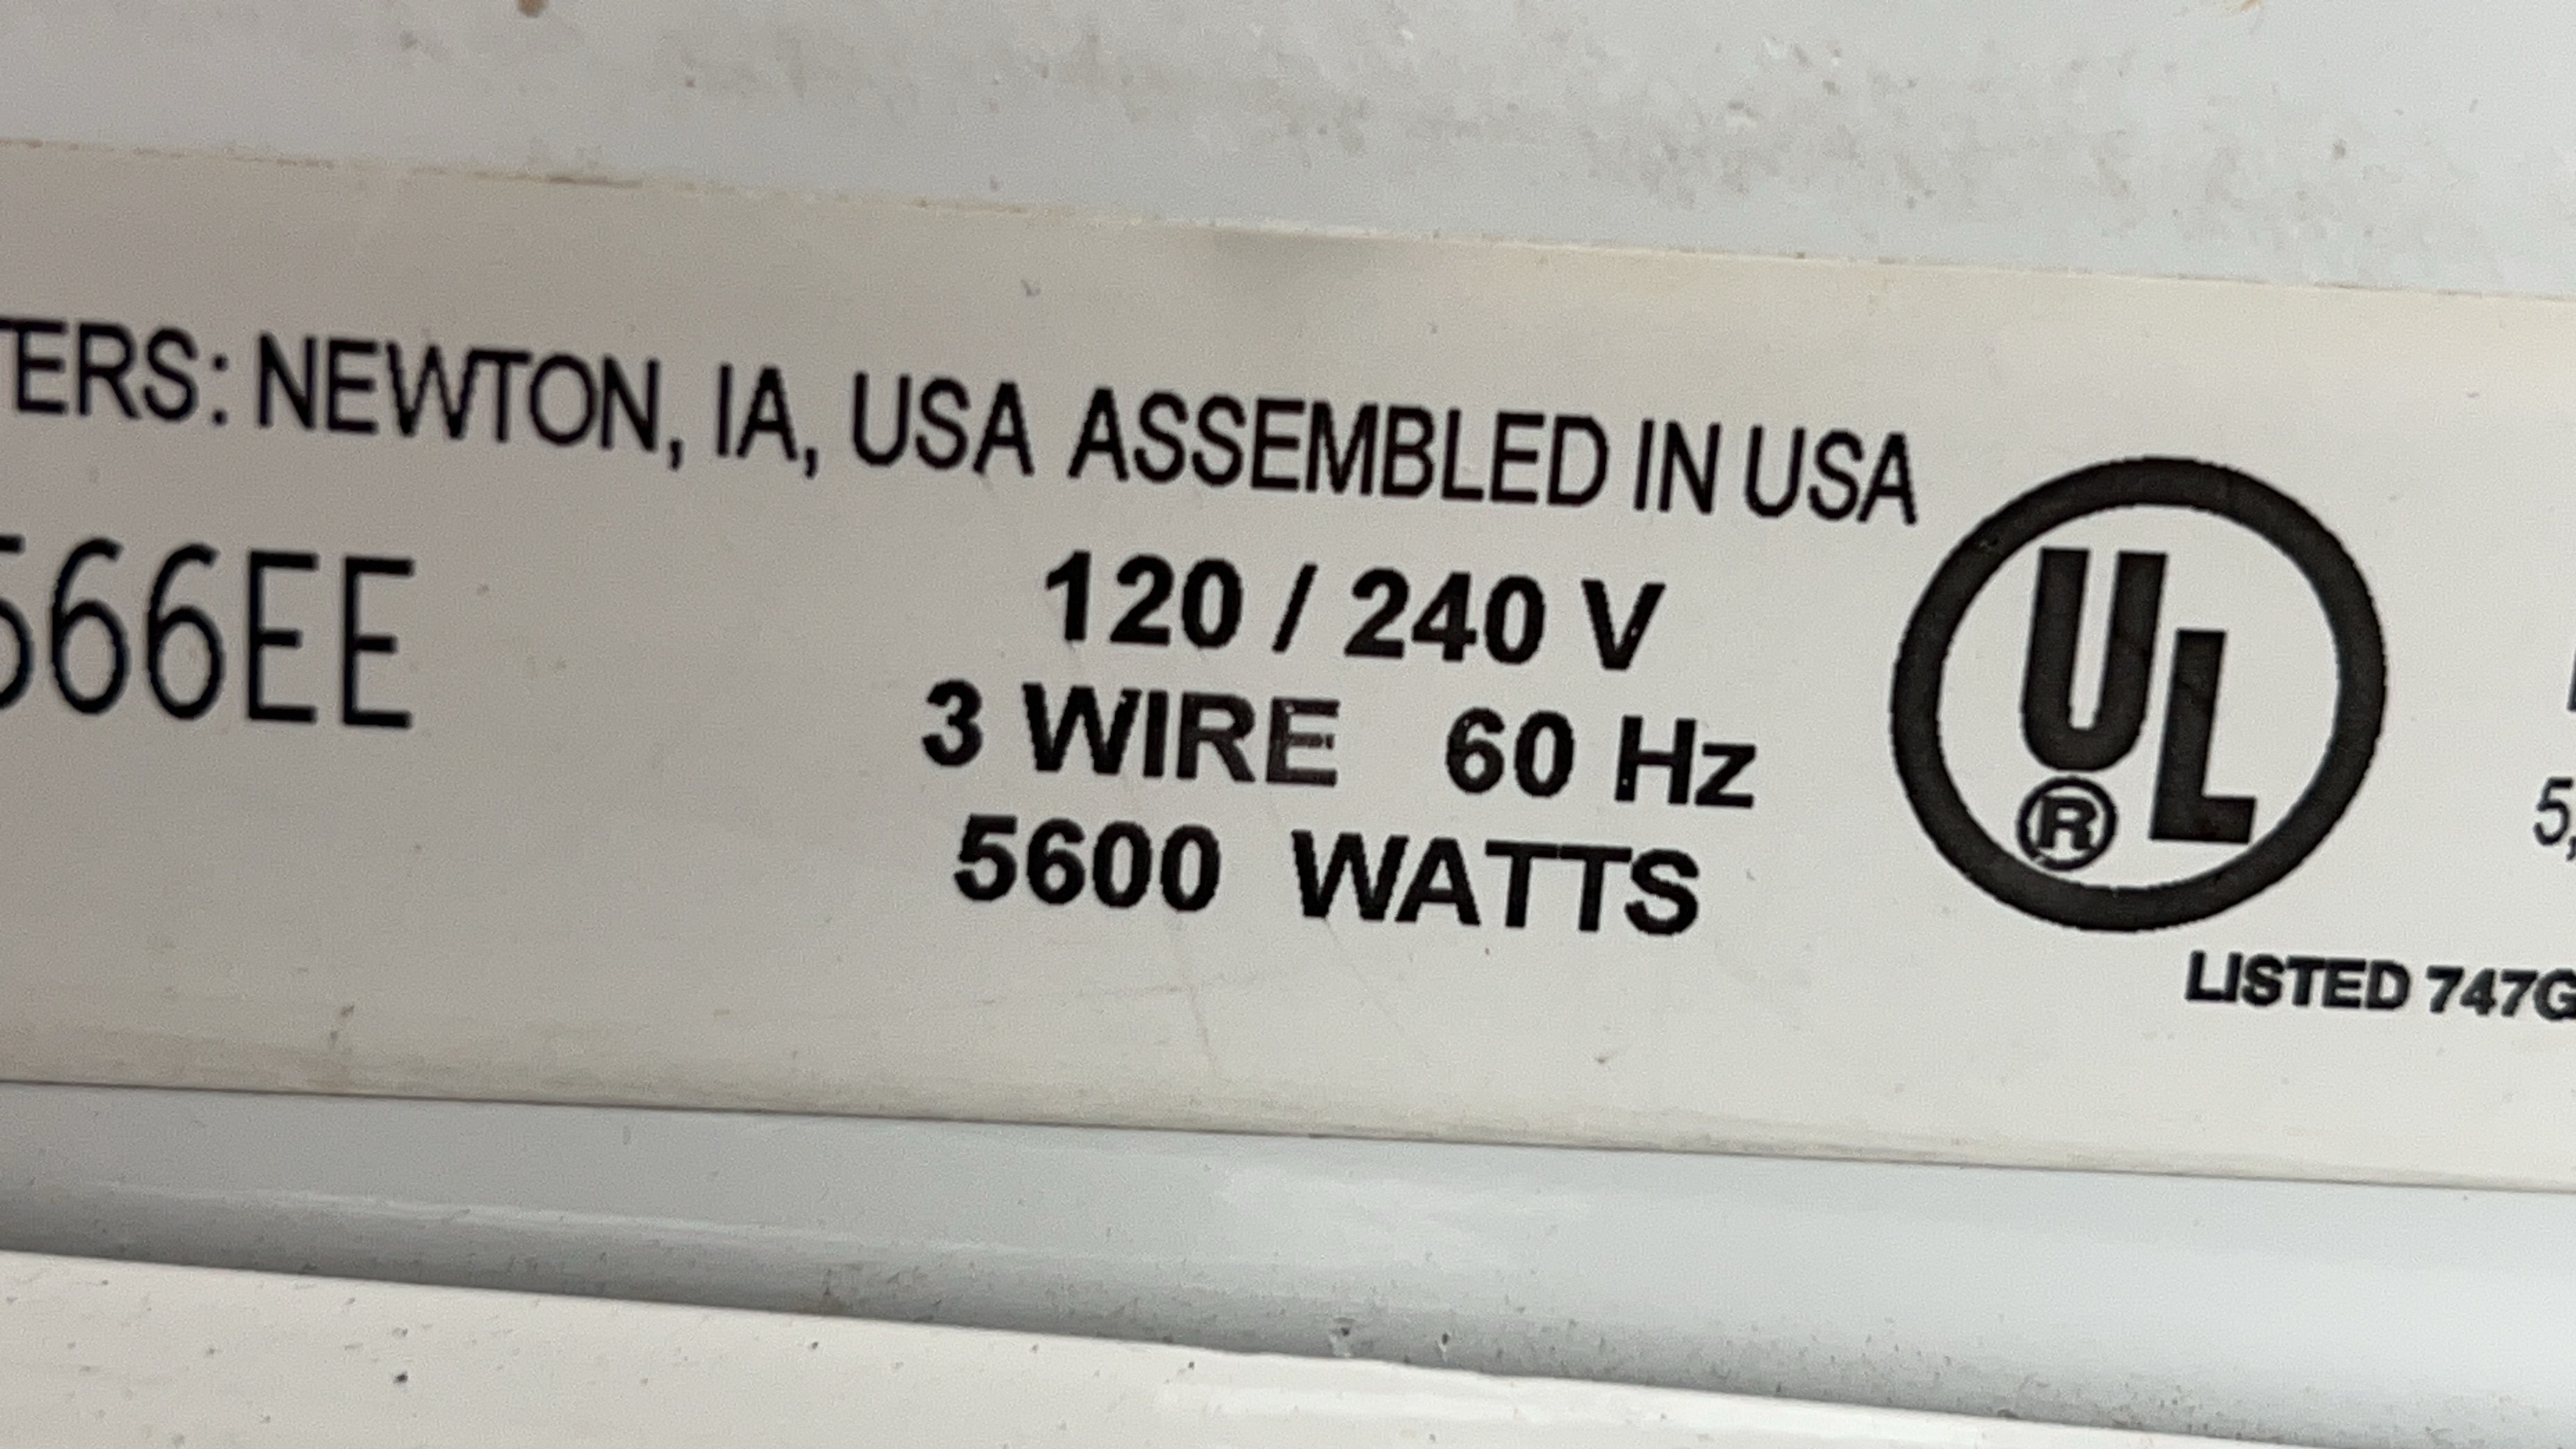 TERS: NEWTON, IA, USA ASSEMBLED IN USA
566EE
120 / 240 V
3 WIRE 60 Hz
5600 WATTS
UL
®
5,
LISTED 747G